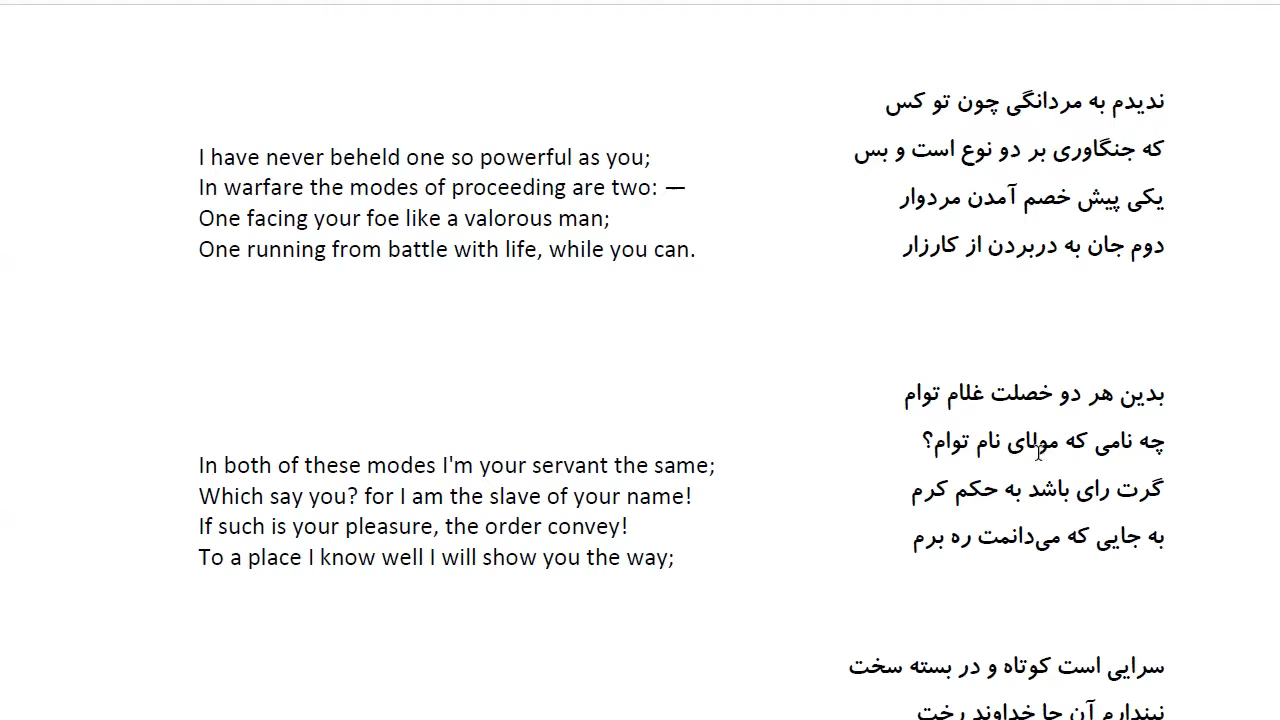 ندیدم به مردانگی چون تو کس
که جنگاوری بر دو نوع است و بس
یکی پیش خصم آمدن مردوار
دوم جان به دربردن از کارزار
I have never beheld one so powerful as you;
In warfare the modes of proceeding are two: —
One facing your foe like a valorous man;
One running from battle with life, while you can.
بدین هر دو خصلت غلام توام
چه نامی که مولای نام توام؟
گرت رای باشد به حکم کرم
به جایی که می‌دانمت ره برم
In both of these modes I'm your servant the same;
Which say you? for I am the slave of your name!
If such is your pleasure, the order convey!
To a place I know well I will show you the way;
سرایی است کوتاه و در بسته سخت
نپندارم آن جا خداوند رخت